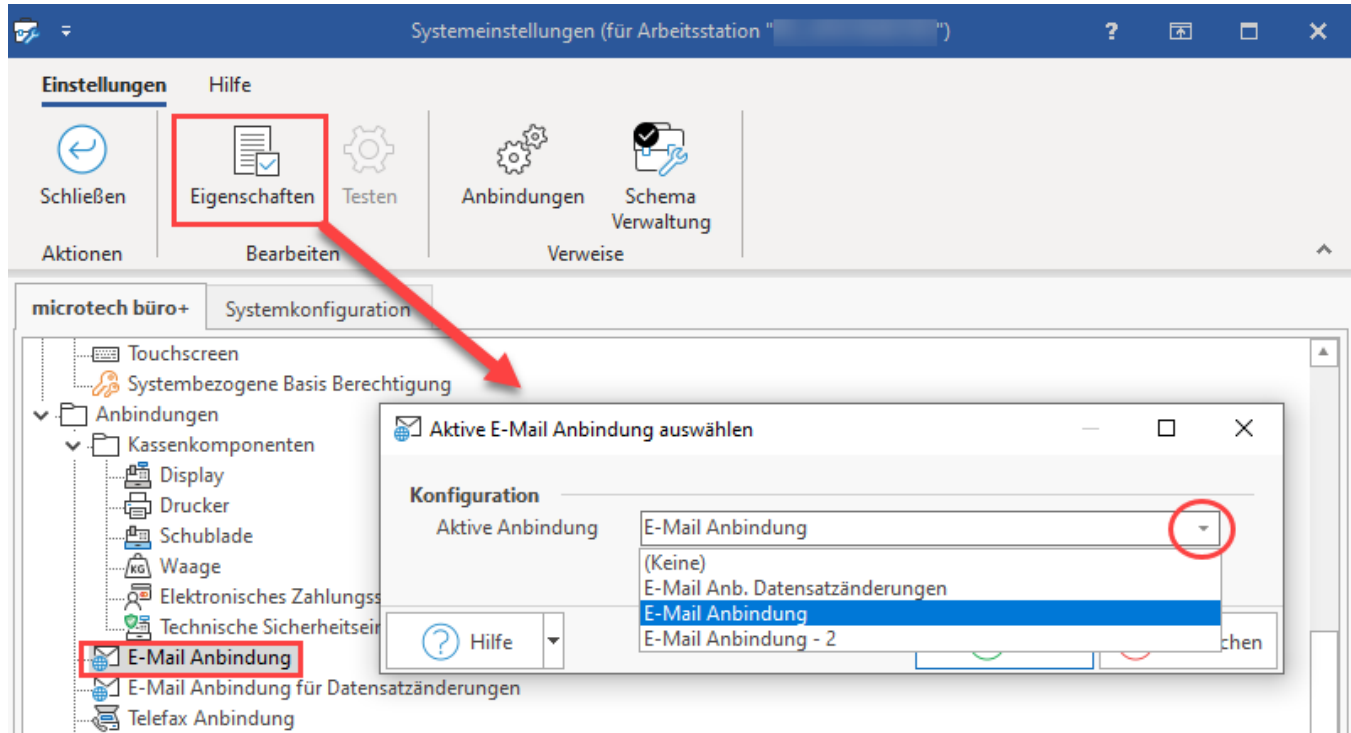 Systemeinstellungen (für Arbeitsstation " ")
?
Einstellungen Hilfe
Schließen Eigenschaften Testen Anbindungen Schema
Verwaltung
Aktionen Bearbeiten Verweise
microtech büro+ Systemkonfiguration
Touchscreen
Systembezogene Basis Berechtigung
Anbindungen
Kassenkomponenten
Display
Drucker
Schublade
KG Waage
Elektronisches Zahlungss
Technische Sicherheitsein
E-Mail Anbindung
E-Mail Anbindung für Datensatzänderungen
Telefax Anbindung
Aktive E-Mail Anbindung auswählen
Konfiguration
Aktive Anbindung E-Mail Anbindung
(Keine)
E-Mail Anb. Datensatzänderungen
E-Mail Anbindung
E-Mail Anbindung - 2
? Hilfe chen